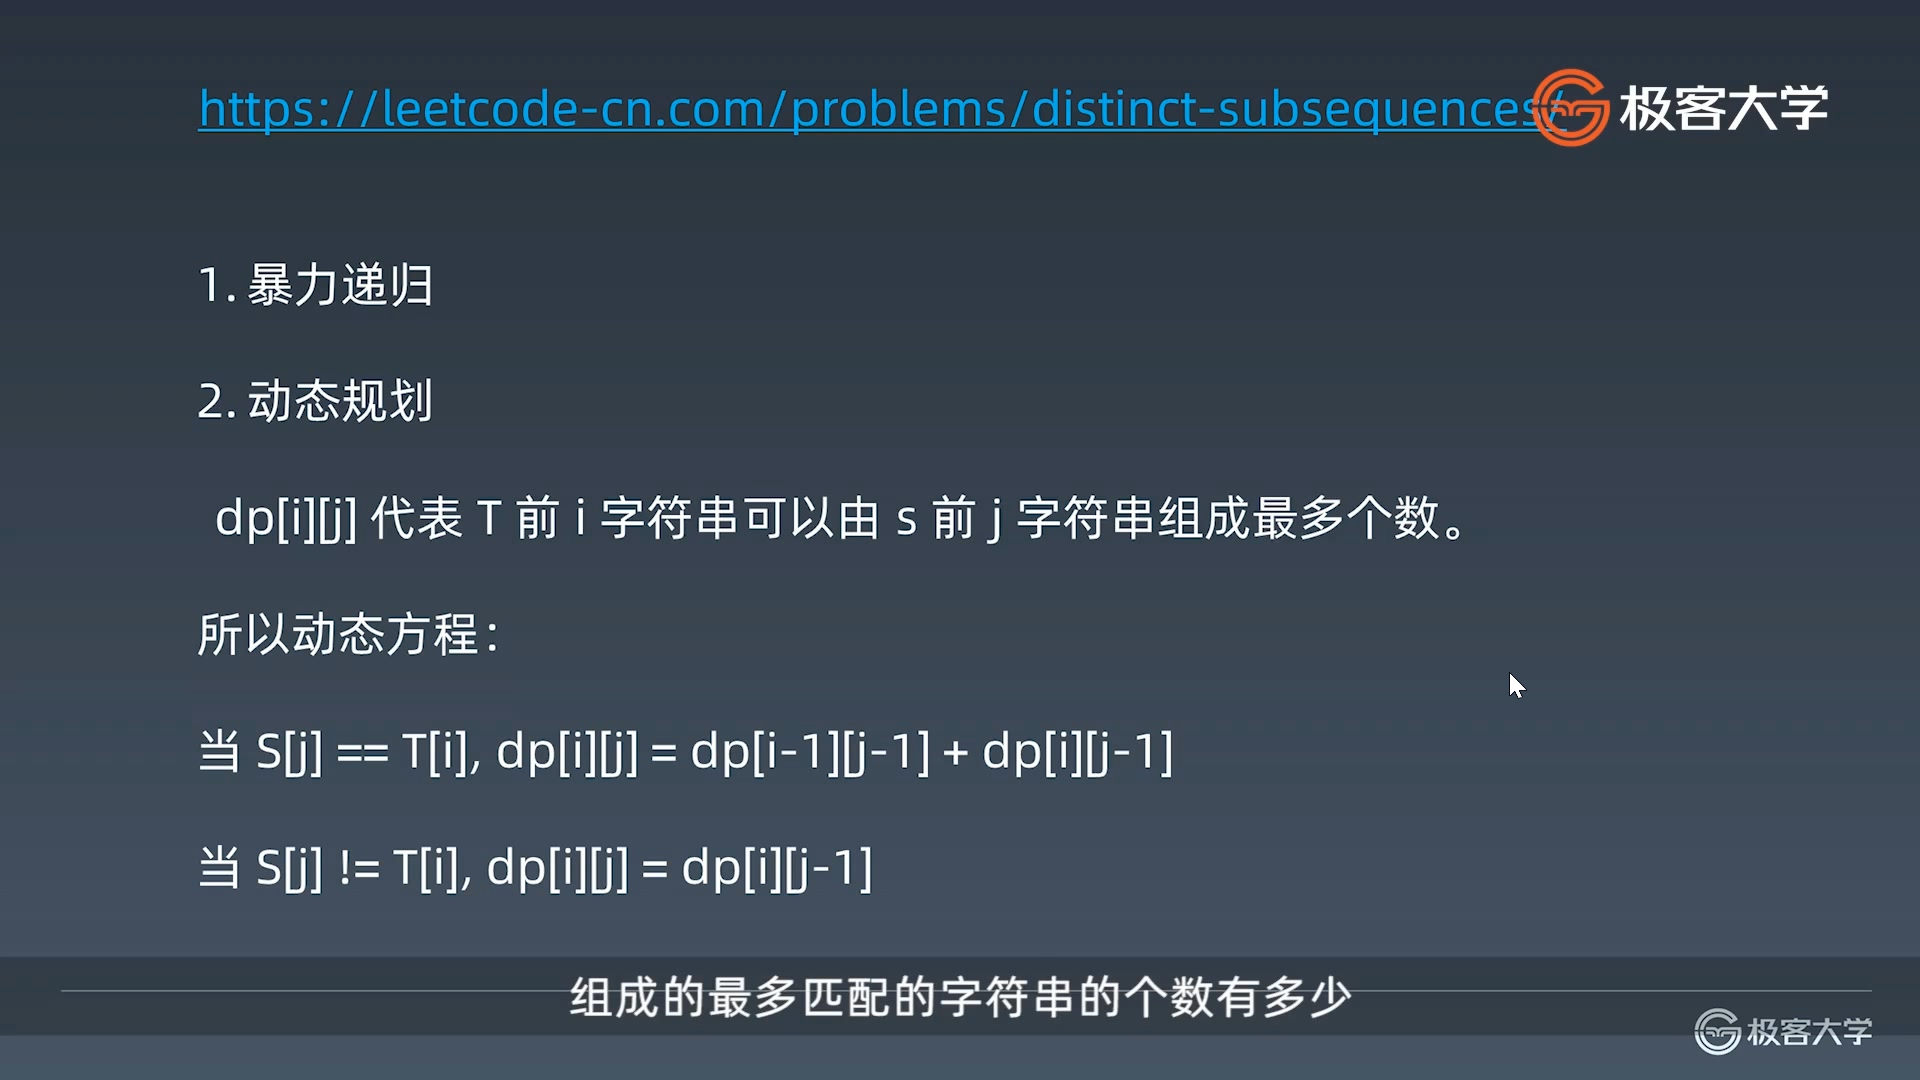 https://leetcode-cn.com/problems/distinct-subsequences/
极客大学
1. 暴力递归
2. 动态规划
dp[i][j] 代表 T 前 i 字符串可以由 s 前 j 字符串组成最多个数。
所以动态方程：
当 S[j] == T[i], dp[i][j] = dp[i-1][j-1] + dp[i][j-1]
当 S[j] != T[i], dp[i][j] = dp[i][j-1]
组成的最多匹配的字符串的个数有多少
极客大学